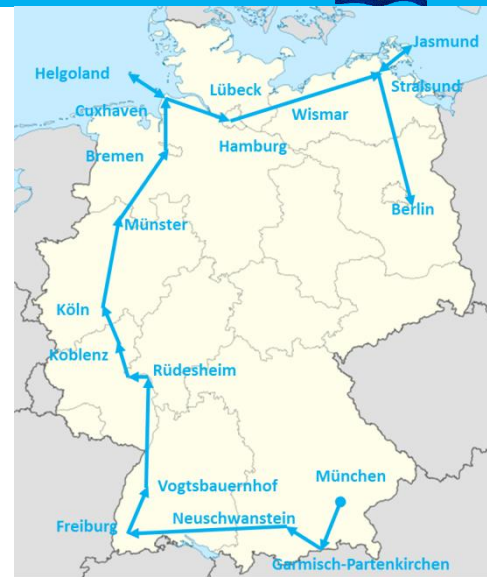 Jasmund
Helgoland
Lübeck
Stralsund
Cuxhaven
Wismar
Hamburg
Bremen
Berlin
Münster
Köln
Koblenz
Rüdesheim
München
Vogtsbauernhof
Neuschwanstein
Freiburg
Garmisch-Partenkirchen